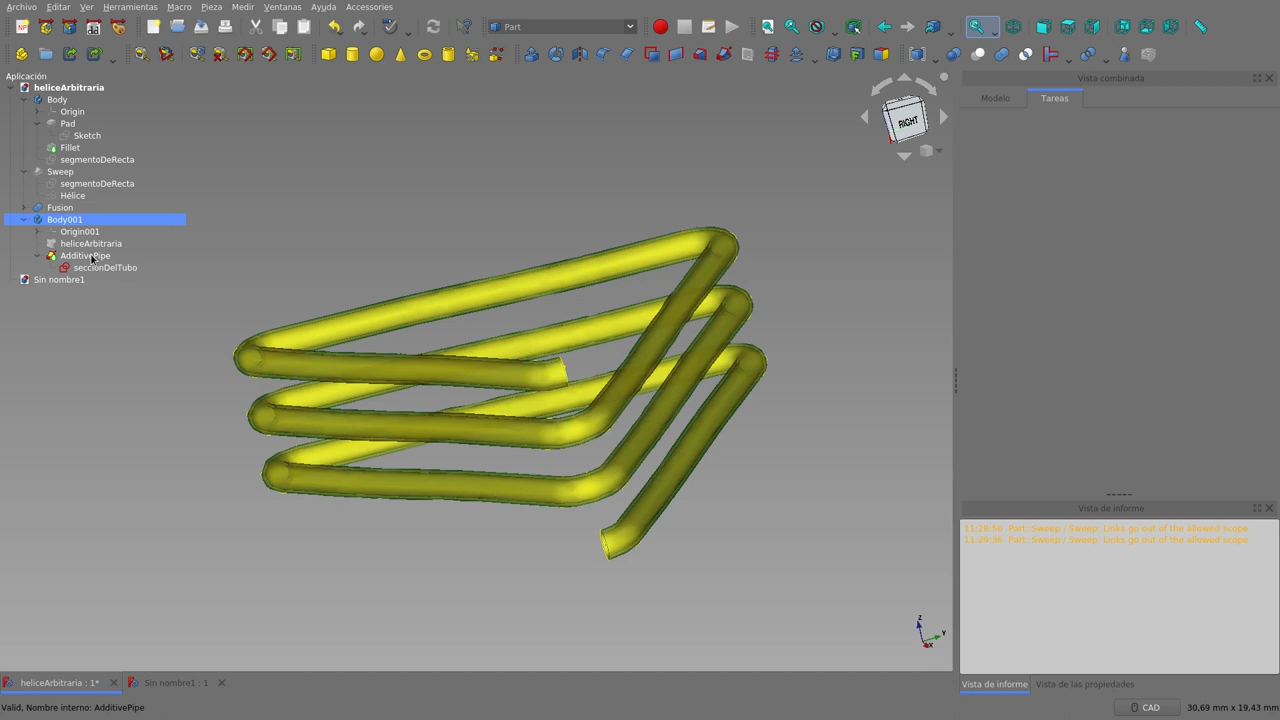 Archivo Editar Ver Herramientas Macro Pieza Medir Ventanas Ayuda Accessories
Part
Aplicación
heliceArbitraria
Body
Origin
Pad
Sketch
Fillet
segmentoDeRecta
Sweep
segmentoDeRecta
Hélice
Fusion
Body001
Origin001
heliceArbitraria
AdditivePipe
seccionDelTubo
Sin nombre1
RIGHT
Z
Y
X
Vista combinada
Modelo Tareas
Vista de informe
11:28:56 Part::Sweep / Sweep: Links go out of the allowed scope
11:29:36 Part::Sweep / Sweep: Links go out of the allowed scope
Vista de informe Vista de las propiedades
heliceArbitraria : 1* Sin nombre1 : 1
Valid, Nombre interno: AdditivePipe
CAD 30,69 mm x 19,43 mm